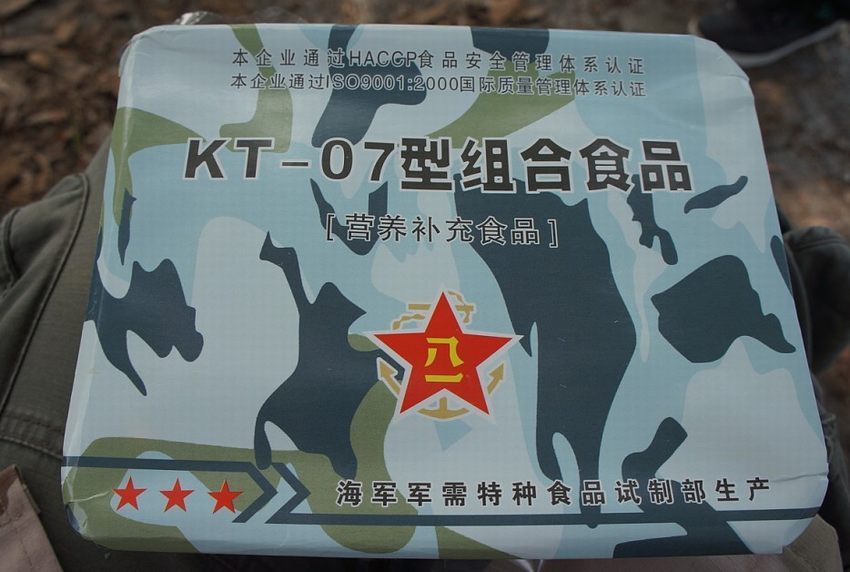 本企业通过HACCP食品安全管理体系认证
本企业通过ISO9001:2000国际质量管理体系认证
KT-07型组合食品
[营养补充食品]
八一
海军军需特种食品试制部生产